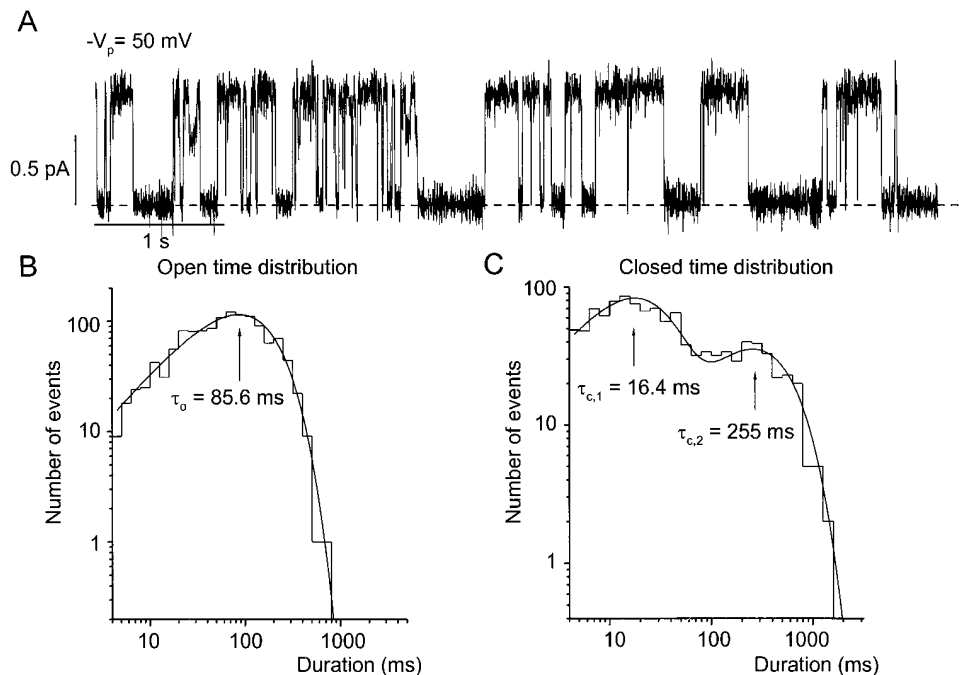 A
-Vp= 50 mV
0.5 pA
1 s
B
Open time distribution
Number of events
100
10
1
τo = 85.6 ms
10
100
1000
Duration (ms)
C
Closed time distribution
Number of events
100
10
1
τc,1 = 16.4 ms
τc,2 = 255 ms
10
100
1000
Duration (ms)